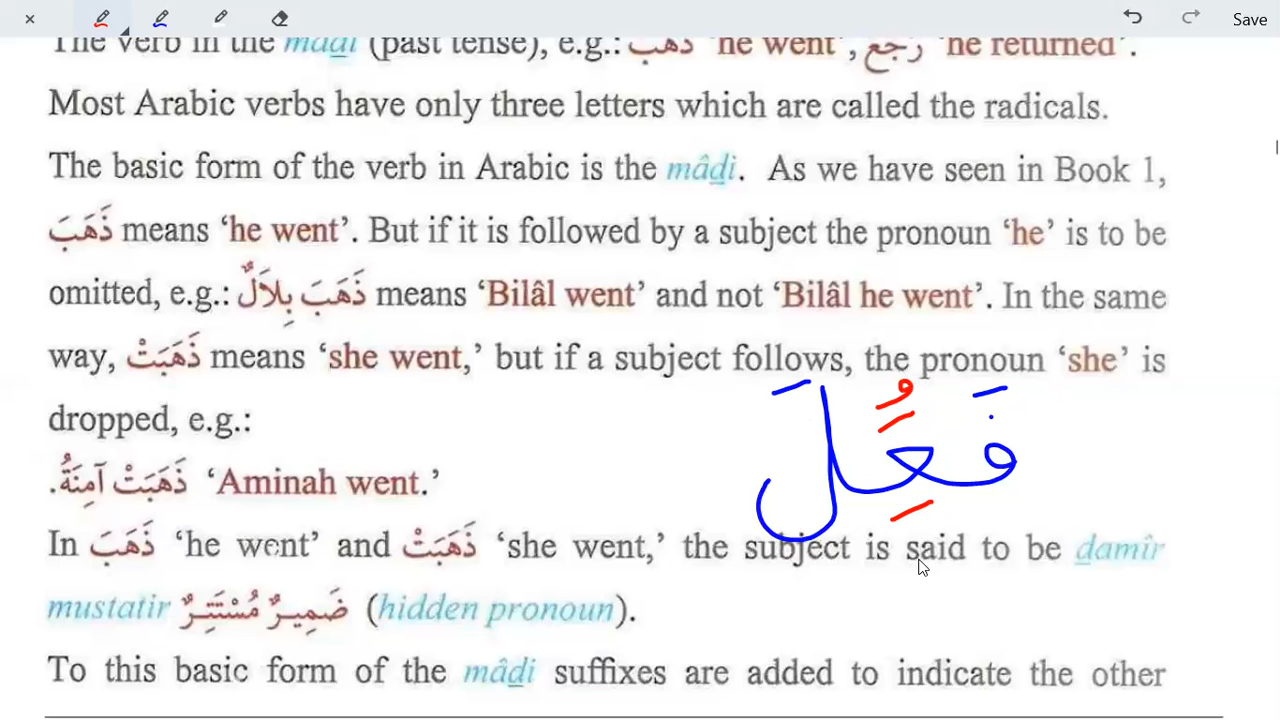 Save
The verb in the mâdi (past tense), e.g.: ذهب 'he went', رجع 'he returned'.
Most Arabic verbs have only three letters which are called the radicals.
The basic form of the verb in Arabic is the mâdi. As we have seen in Book 1,
ذَهَبَ means ‘he went’. But if it is followed by a subject the pronoun ‘he’ is to be
omitted, e.g.: ذَهَبَ بِلاَلٌ means ‘Bilâl went’ and not ‘Bilâl he went’. In the same
way, ذَهَبَتْ means ‘she went,’ but if a subject follows, the pronoun ‘she’ is
dropped, e.g.:
فَعَُِلَ
ذَهَبَتْ آمِنَةُ. ‘Aminah went.’
In ذَهَبَ ‘he went’ and ذَهَبَتْ ‘she went,’ the subject is said to be damîr
mustatir ضَمِيرٌ مُسْتَتِرٌ (hidden pronoun).
To this basic form of the mâdi suffixes are added to indicate the other